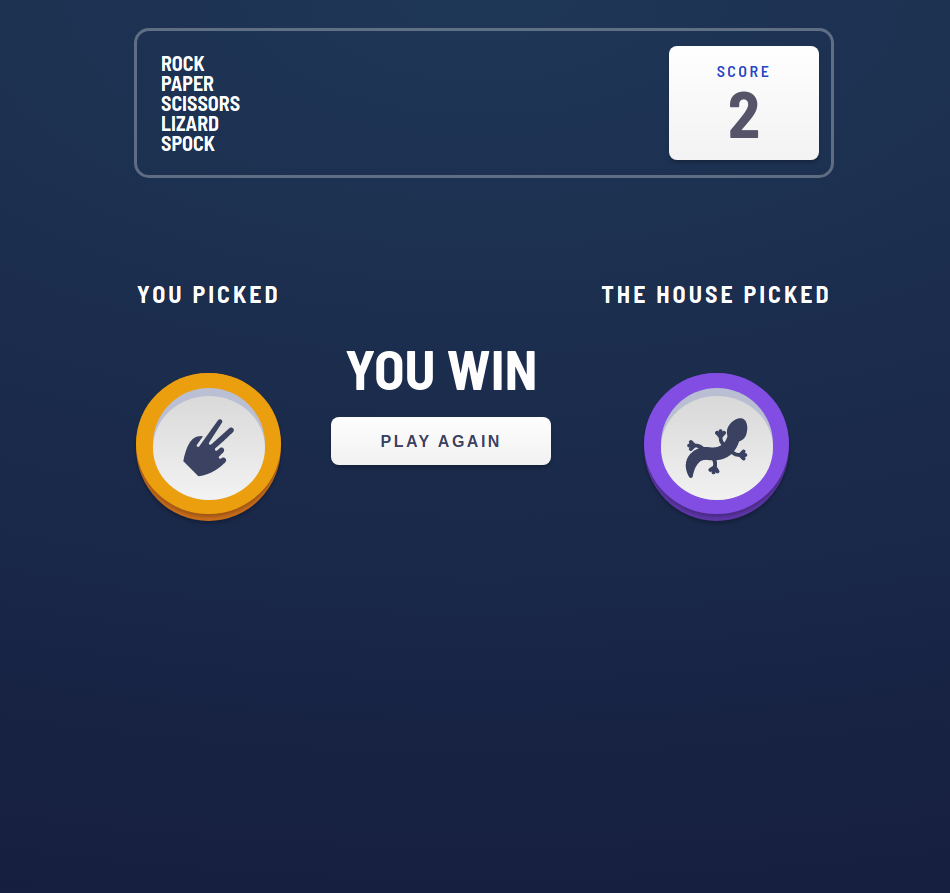 ROCK
PAPER
SCISSORS
LIZARD
SPOCK
SCORE
2
YOU PICKED
THE HOUSE PICKED
YOU WIN
PLAY AGAIN